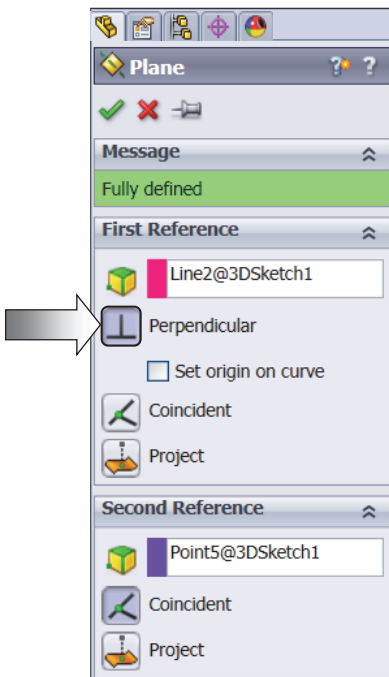 Plane
? ?
Message
Fully defined
First Reference
Line2@3DSketch1
Perpendicular
Set origin on curve
Coincident
Project
Second Reference
Point5@3DSketch1
Coincident
Project